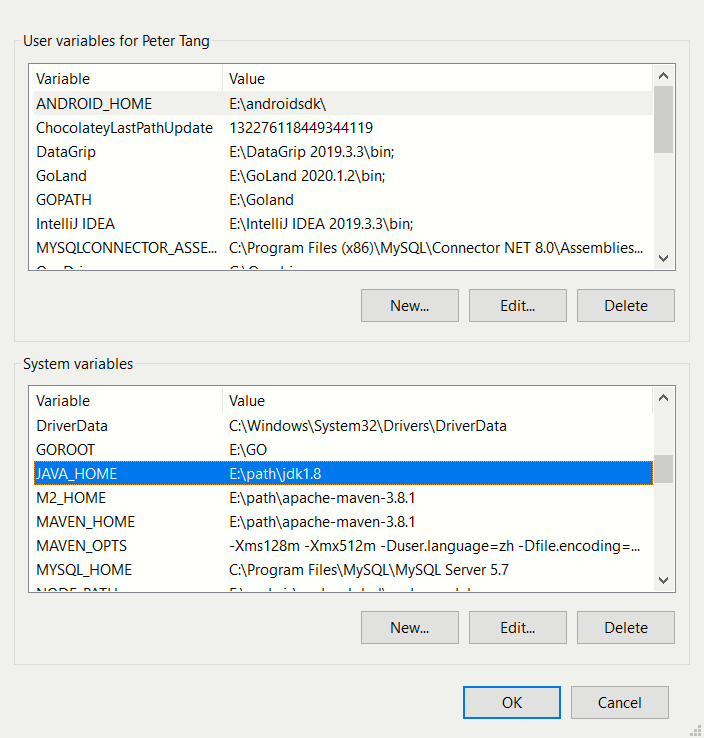 User variables for Peter Tang
Variable Value
ANDROID_HOME E:\androidsdk\
ChocolateyLastPathUpdate 132276118449344119
DataGrip E:\DataGrip 2019.3.3\bin;
GoLand E:\GoLand 2020.1.2\bin;
GOPATH E:\Goland
IntelliJ IDEA E:\IntelliJ IDEA 2019.3.3\bin;
MYSQLCONNECTOR_ASSE... C:\Program Files (x86)\MySQL\Connector NET 8.0\Assemblies...
New... Edit... Delete
System variables
Variable Value
DriverData C:\Windows\System32\Drivers\DriverData
GOROOT E:\GO
JAVA_HOME E:\path\jdk1.8
M2_HOME E:\path\apache-maven-3.8.1
MAVEN_HOME E:\path\apache-maven-3.8.1
MAVEN_OPTS -Xms128m -Xmx512m -Duser.language=zh -Dfile.encoding=...
MYSQL_HOME C:\Program Files\MySQL\MySQL Server 5.7
New... Edit... Delete
OK Cancel